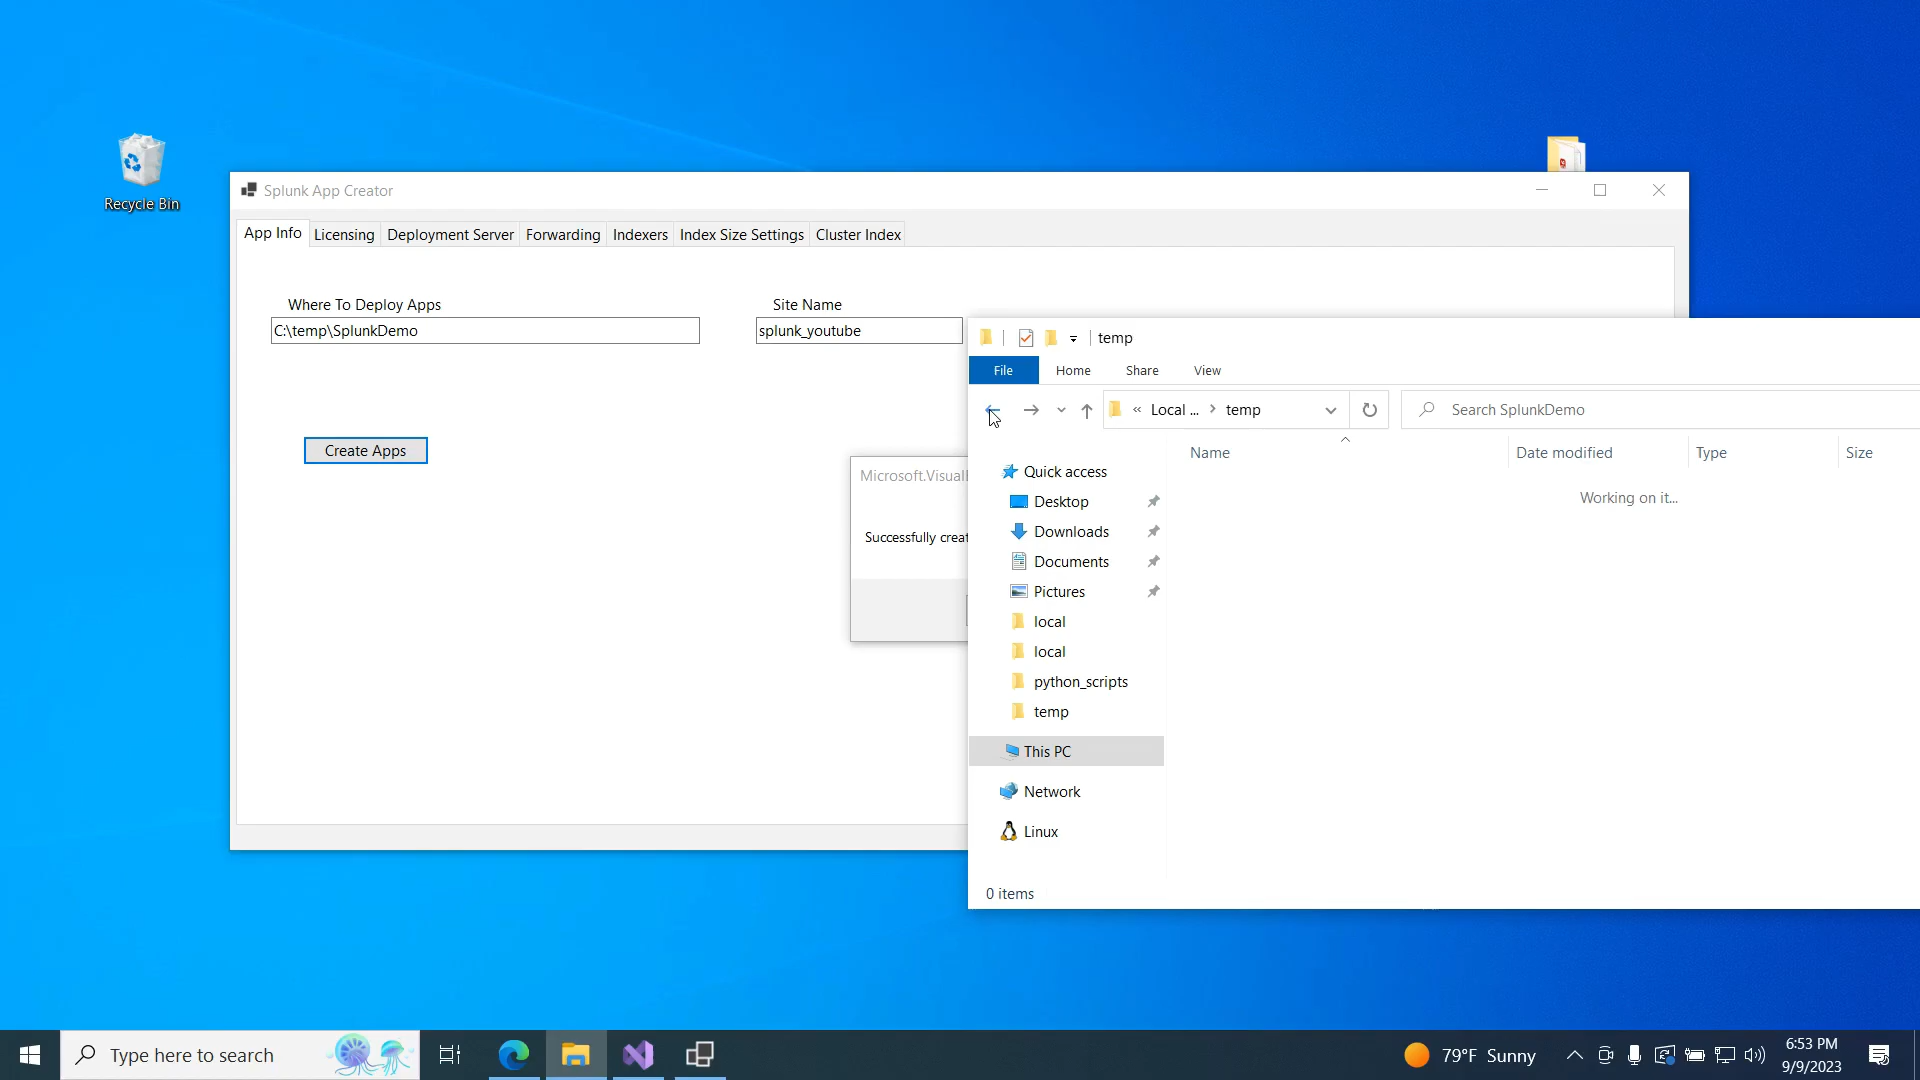 Recycle Bin
Splunk App Creator
App Info
Licensing
Deployment Server
Forwarding
Indexers
Index Size Settings
Cluster Index
Where To Deploy Apps
Site Name
C:\temp\SplunkDemo
splunk_youtube
Create Apps
Microsoft.Visual
Successfully creat
temp
File
Home
Share
View
« Local ... > temp
Search SplunkDemo
Name
Date modified
Type
Size
Working on it...
Quick access
Desktop
Downloads
Documents
Pictures
local
local
python_scripts
temp
This PC
Network
Linux
0 items
Type here to search
79°F Sunny
6:53 PM
9/9/2023